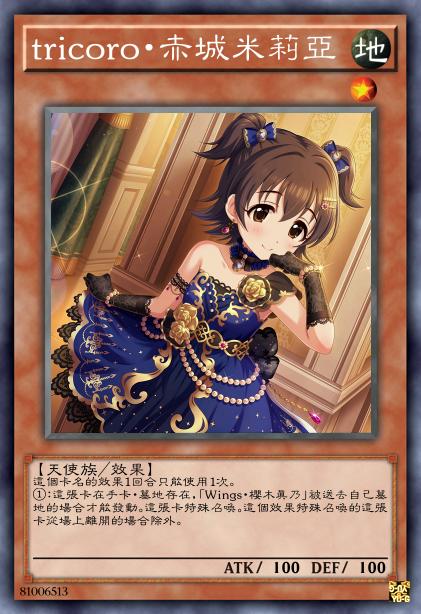 tricoro・赤城米莉亞
地
【天使族/效果】
這個卡名的效果1回合只能使用1次。
①:這張卡在手卡・墓地存在,「Wings・櫻木真乃」被送去自己墓
地的場合才能發動。這張卡特殊召喚。這個效果特殊召喚的這張
卡從場上離開的場合除外。
ATK/ 100 DEF/ 100
81006513